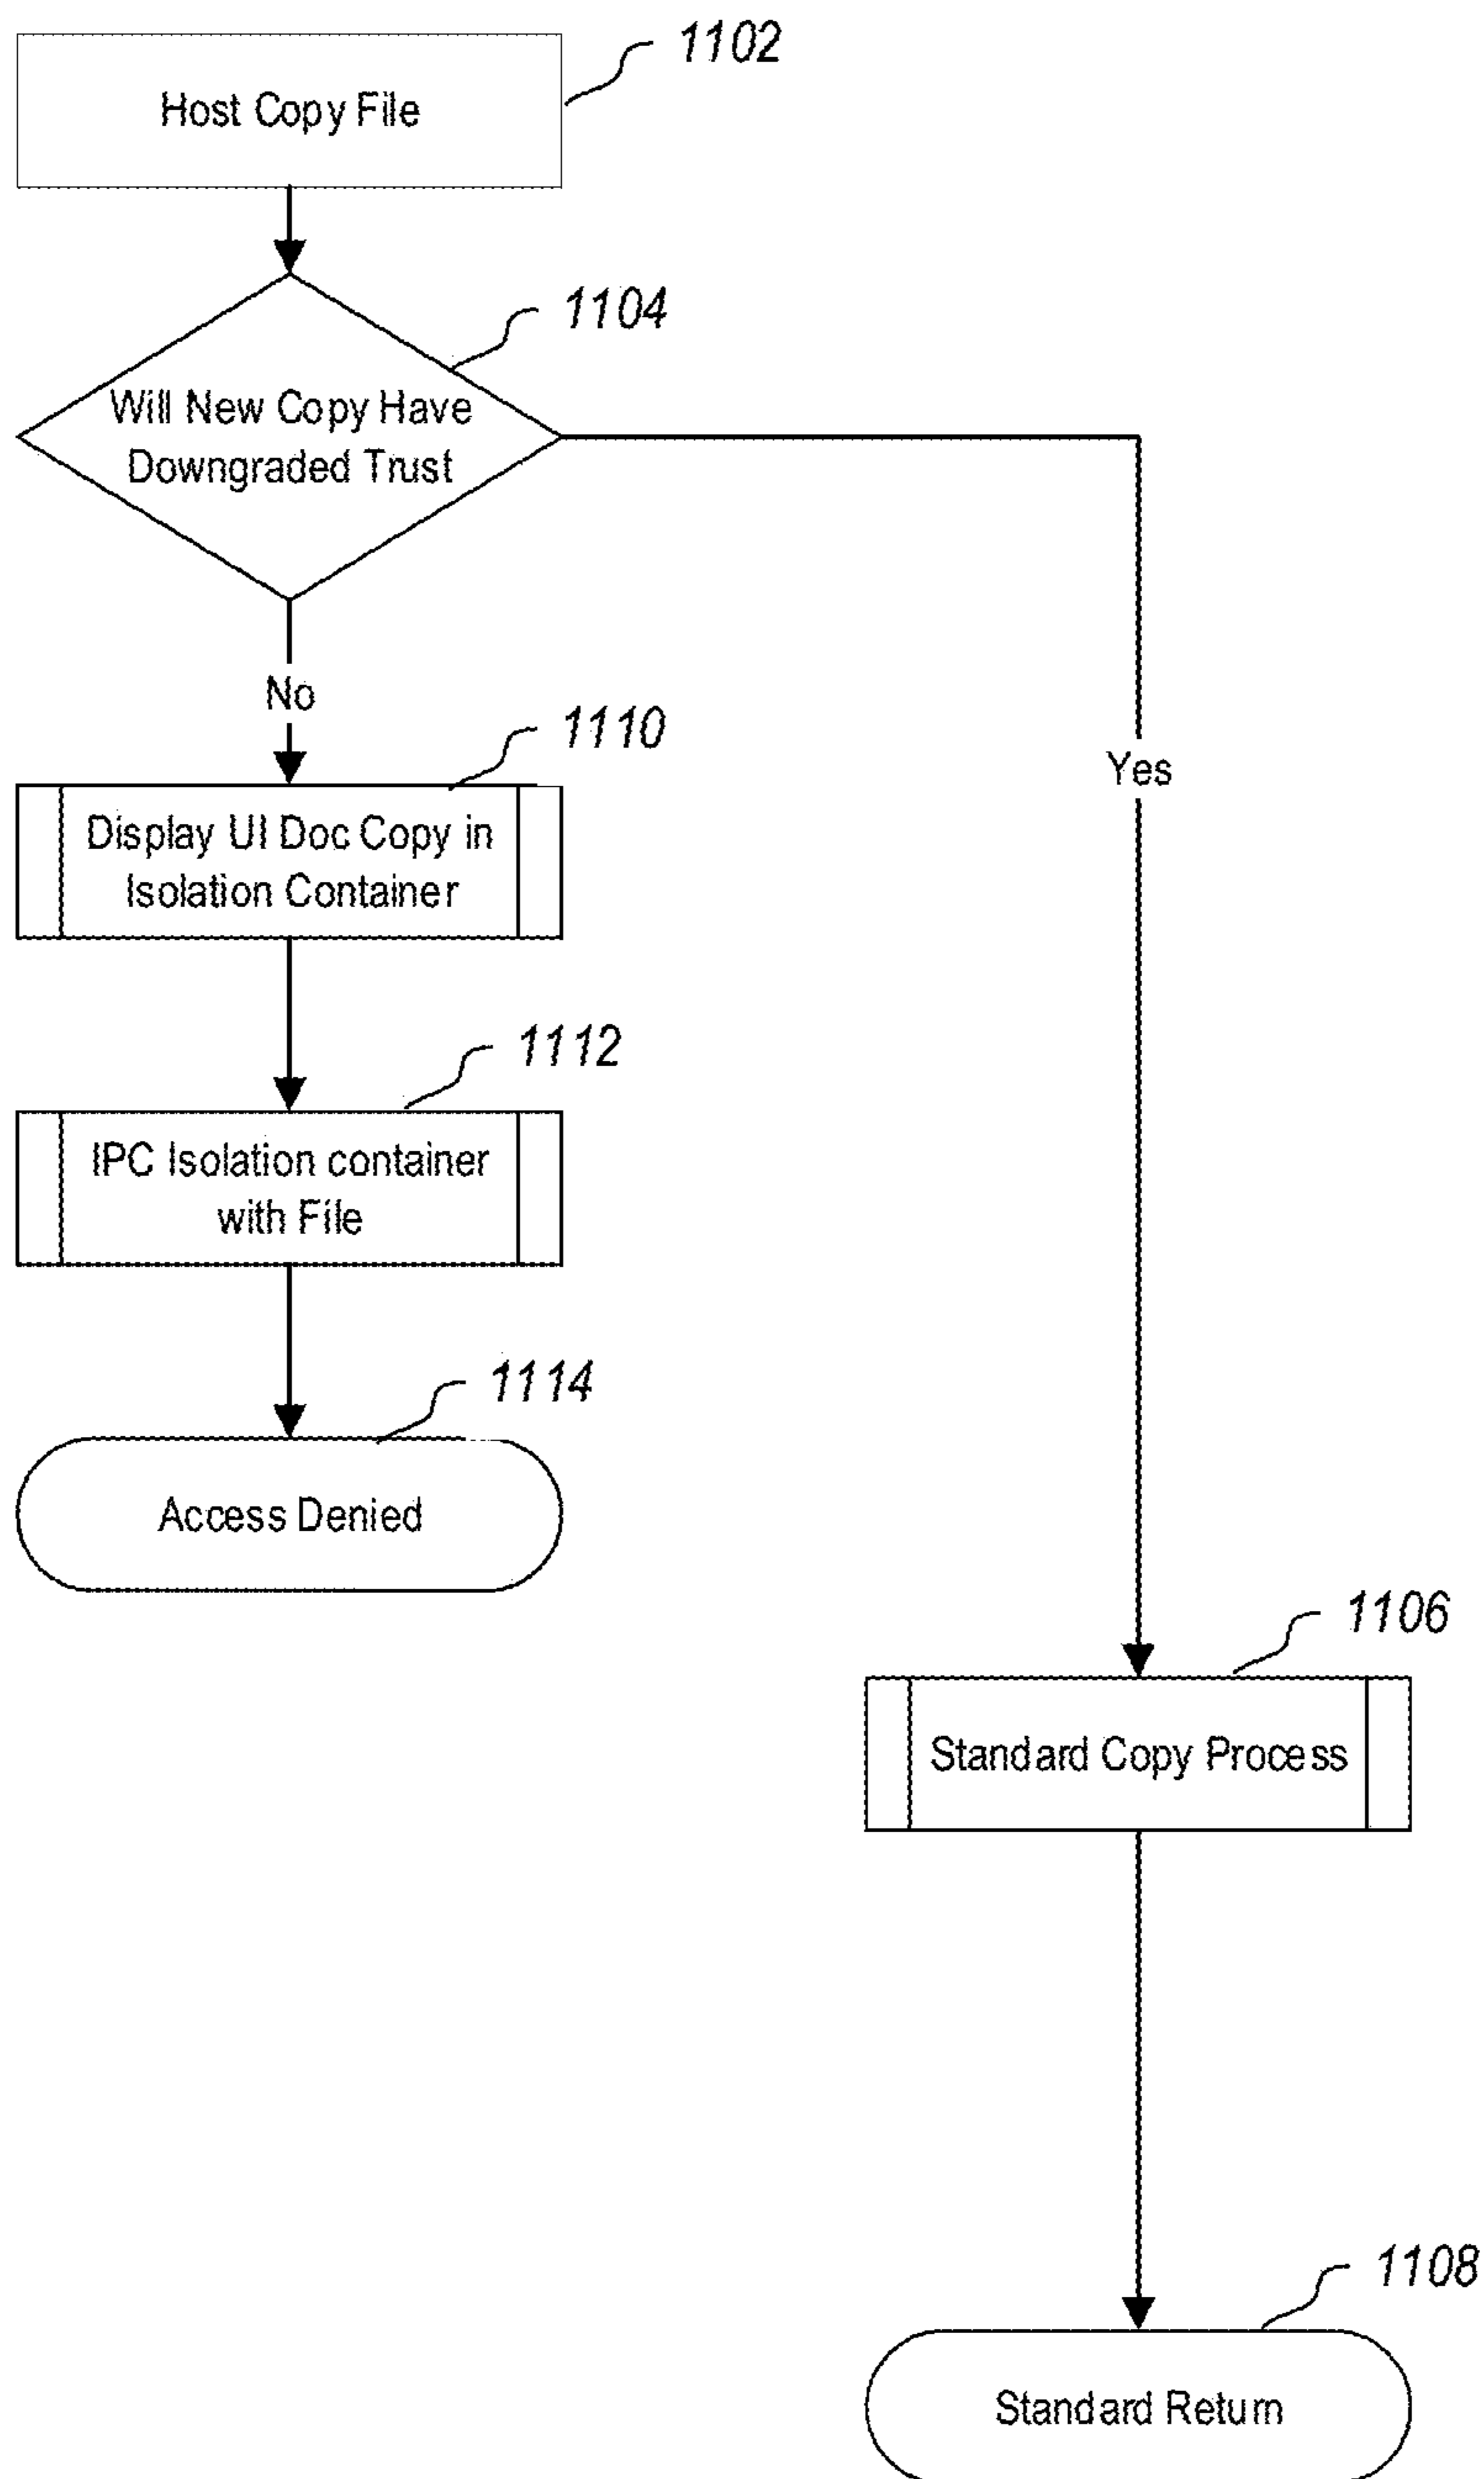 1102
Host Copy File
1104
Will New Copy Have
Downgraded Trust
No
Yes
1110
Display UI Doc Copy in
Isolation Container
1112
IPC Isolation container
with File
1114
Access Denied
1106
Standard Copy Process
1108
Standard Return